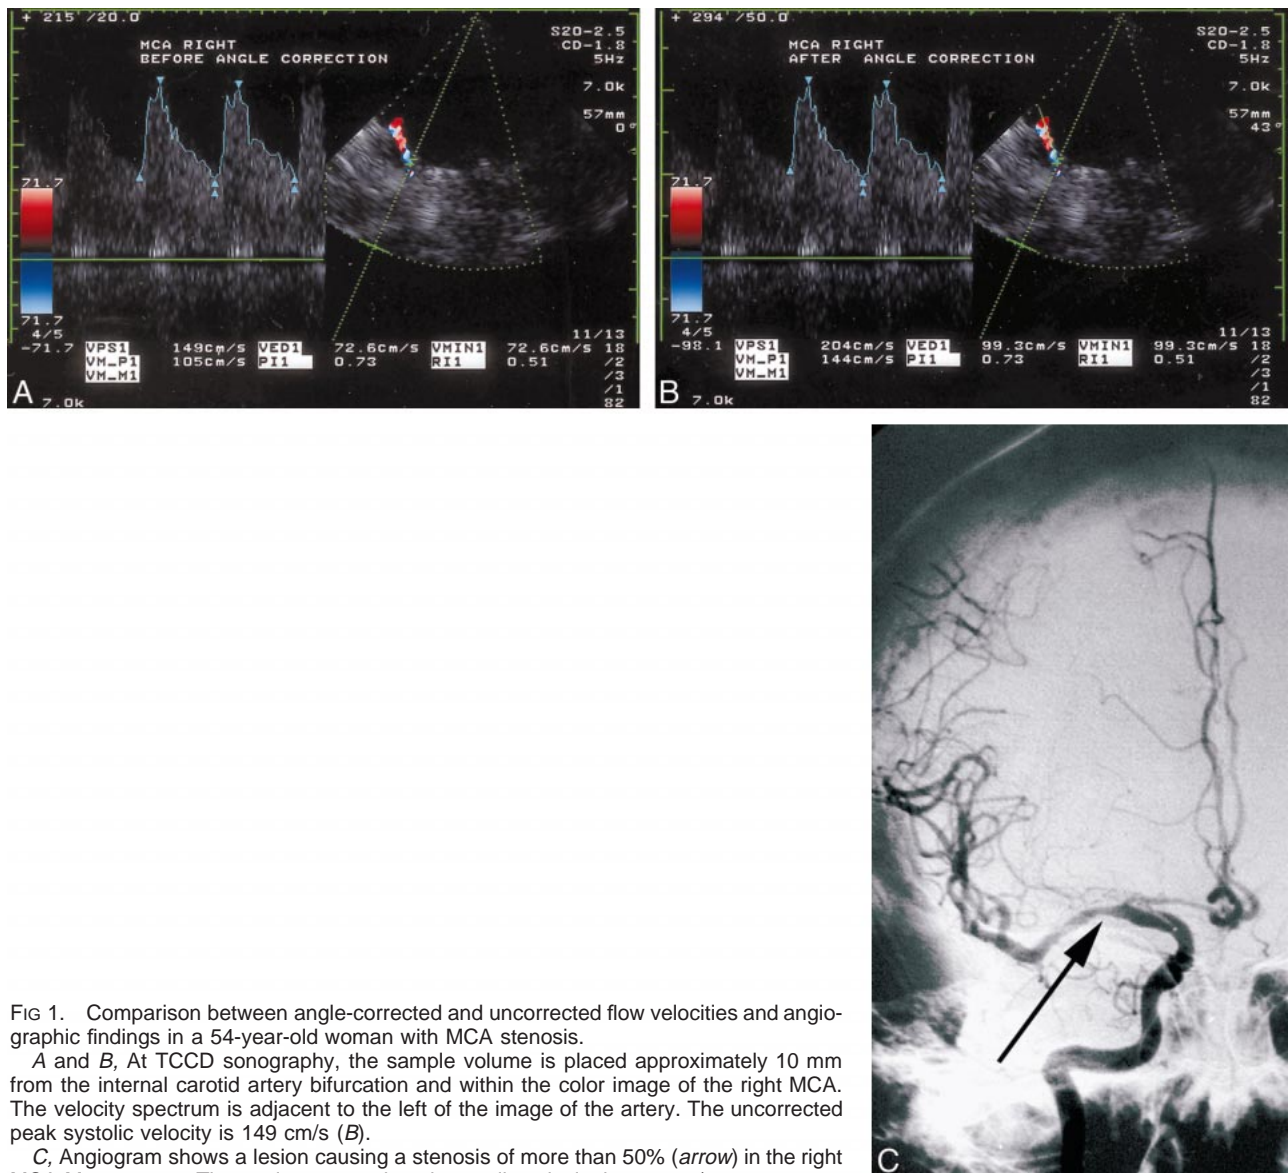 + 215 /20.0
S20-2.5
CD-1.8
5Hz
MCA RIGHT
BEFORE ANGLE CORRECTION
7.0k
57mm
0°
71.7
71.7
4/5
11/13
-71.7 VPS1 149cm/s VED1 72.6cm/s VMIN1 72.6cm/s 18
VM_P1 105cm/s PI1 0.73 RI1 0.51 /2
VM_M1 /3
/1
A 7.0k 82
+ 294 /50.0
S20-2.5
CD-1.8
5Hz
MCA RIGHT
AFTER ANGLE CORRECTION
7.0k
57mm
43°
71.7
71.7
4/5
11/13
-98.1 VPS1 204cm/s VED1 99.3cm/s VMIN1 99.3cm/s 18
VM_P1 144cm/s PI1 0.73 RI1 0.51 /2
VM_M1 /3
/1
B 7.0k 82
C
FIG 1. Comparison between angle-corrected and uncorrected flow velocities and angio-
graphic findings in a 54-year-old woman with MCA stenosis.
A and B, At TCCD sonography, the sample volume is placed approximately 10 mm
from the internal carotid artery bifurcation and within the color image of the right MCA.
The velocity spectrum is adjacent to the left of the image of the artery. The uncorrected
peak systolic velocity is 149 cm/s (B).
C, Angiogram shows a lesion causing a stenosis of more than 50% (arrow) in the right